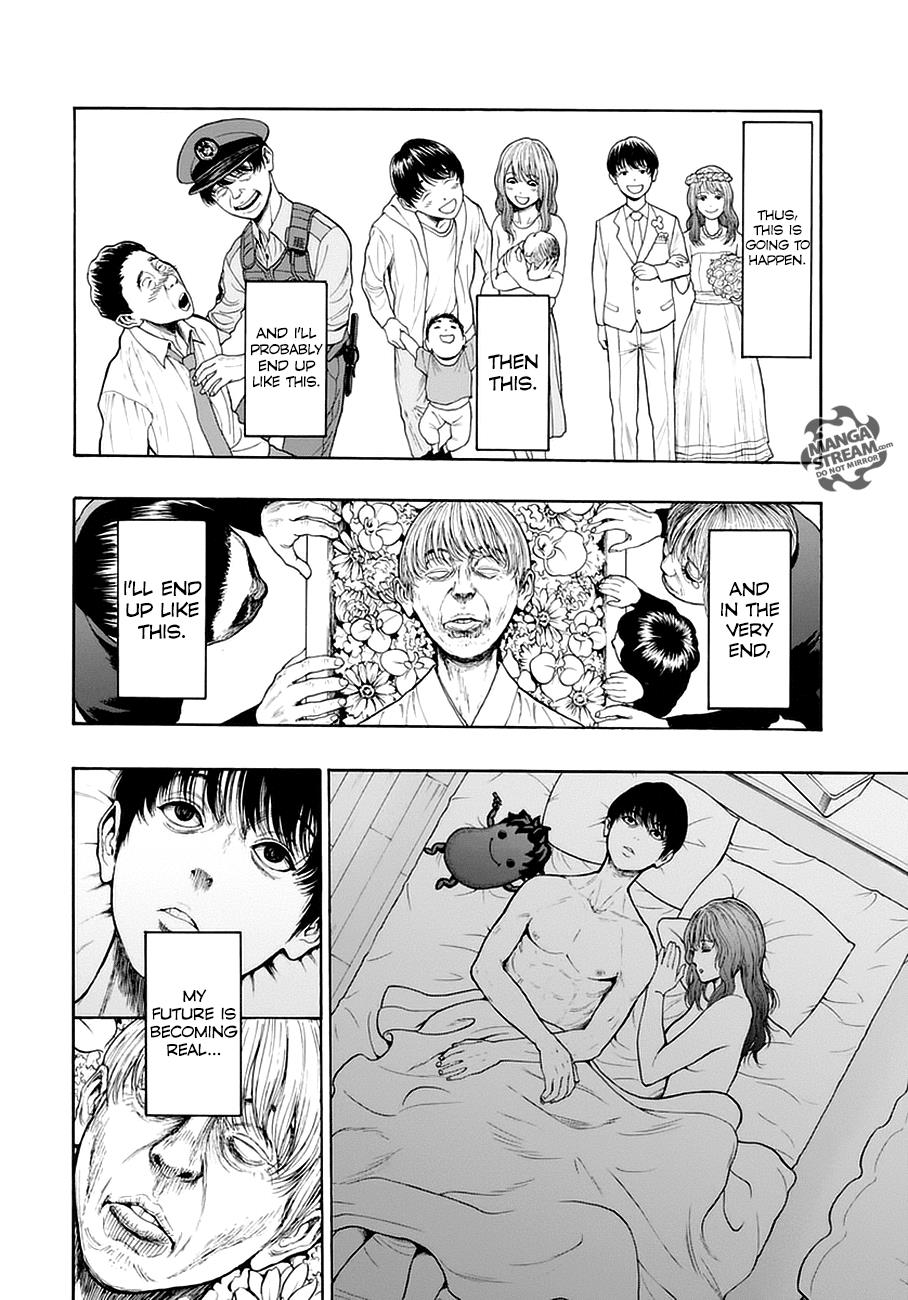 THUS,
THIS IS
GOING TO
HAPPEN.
THEN
THIS.
AND I'LL
PROBABLY
END UP
LIKE THIS.
MANGA
STREAM.com
DO NOT MIRROR
AND
IN THE
VERY
END,
I'LL END
UP LIKE
THIS.
MY
FUTURE IS
BECOMING
REAL...